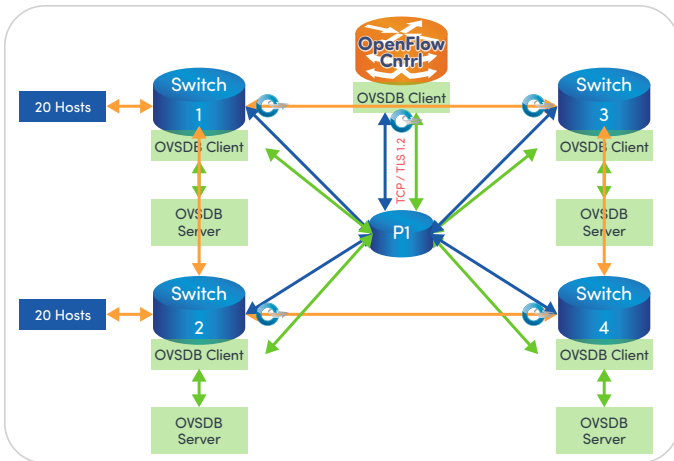 OpenFlow
Cntrl
OVSDB Client
TCP / TLS 1.2
20 Hosts
Switch
1
OVSDB Client
OVSDB
Server
Switch
3
OVSDB Client
OVSDB
Server
P1
20 Hosts
Switch
2
OVSDB Client
OVSDB
Server
Switch
4
OVSDB Client
OVSDB
Server